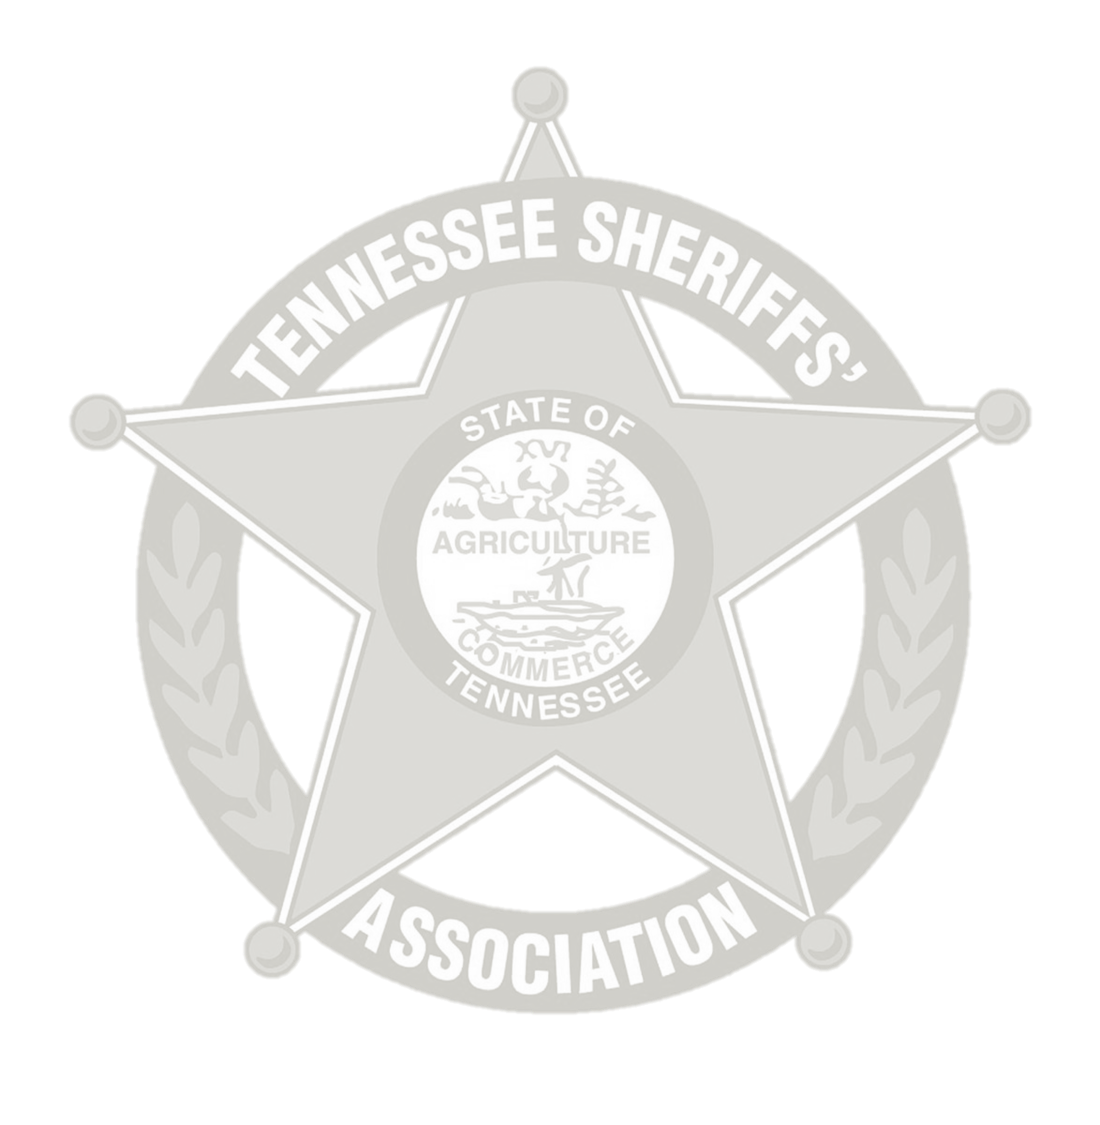 TENNESSEE SHERIFFS'
STATE OF
XVI
AGRICULTURE
COMMERCE
TENNESSEE
ASSOCIATION